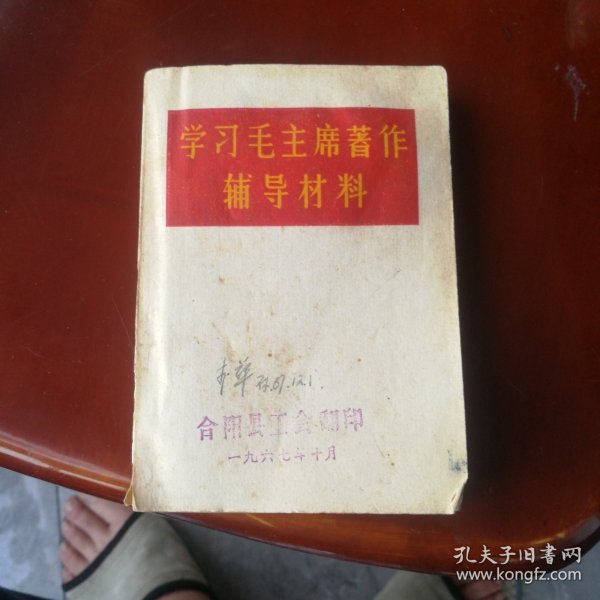 学习毛主席著作
辅导材料
合阳县工会翻印
一九六七年十月
孔夫子旧书网
www.kongfz.com